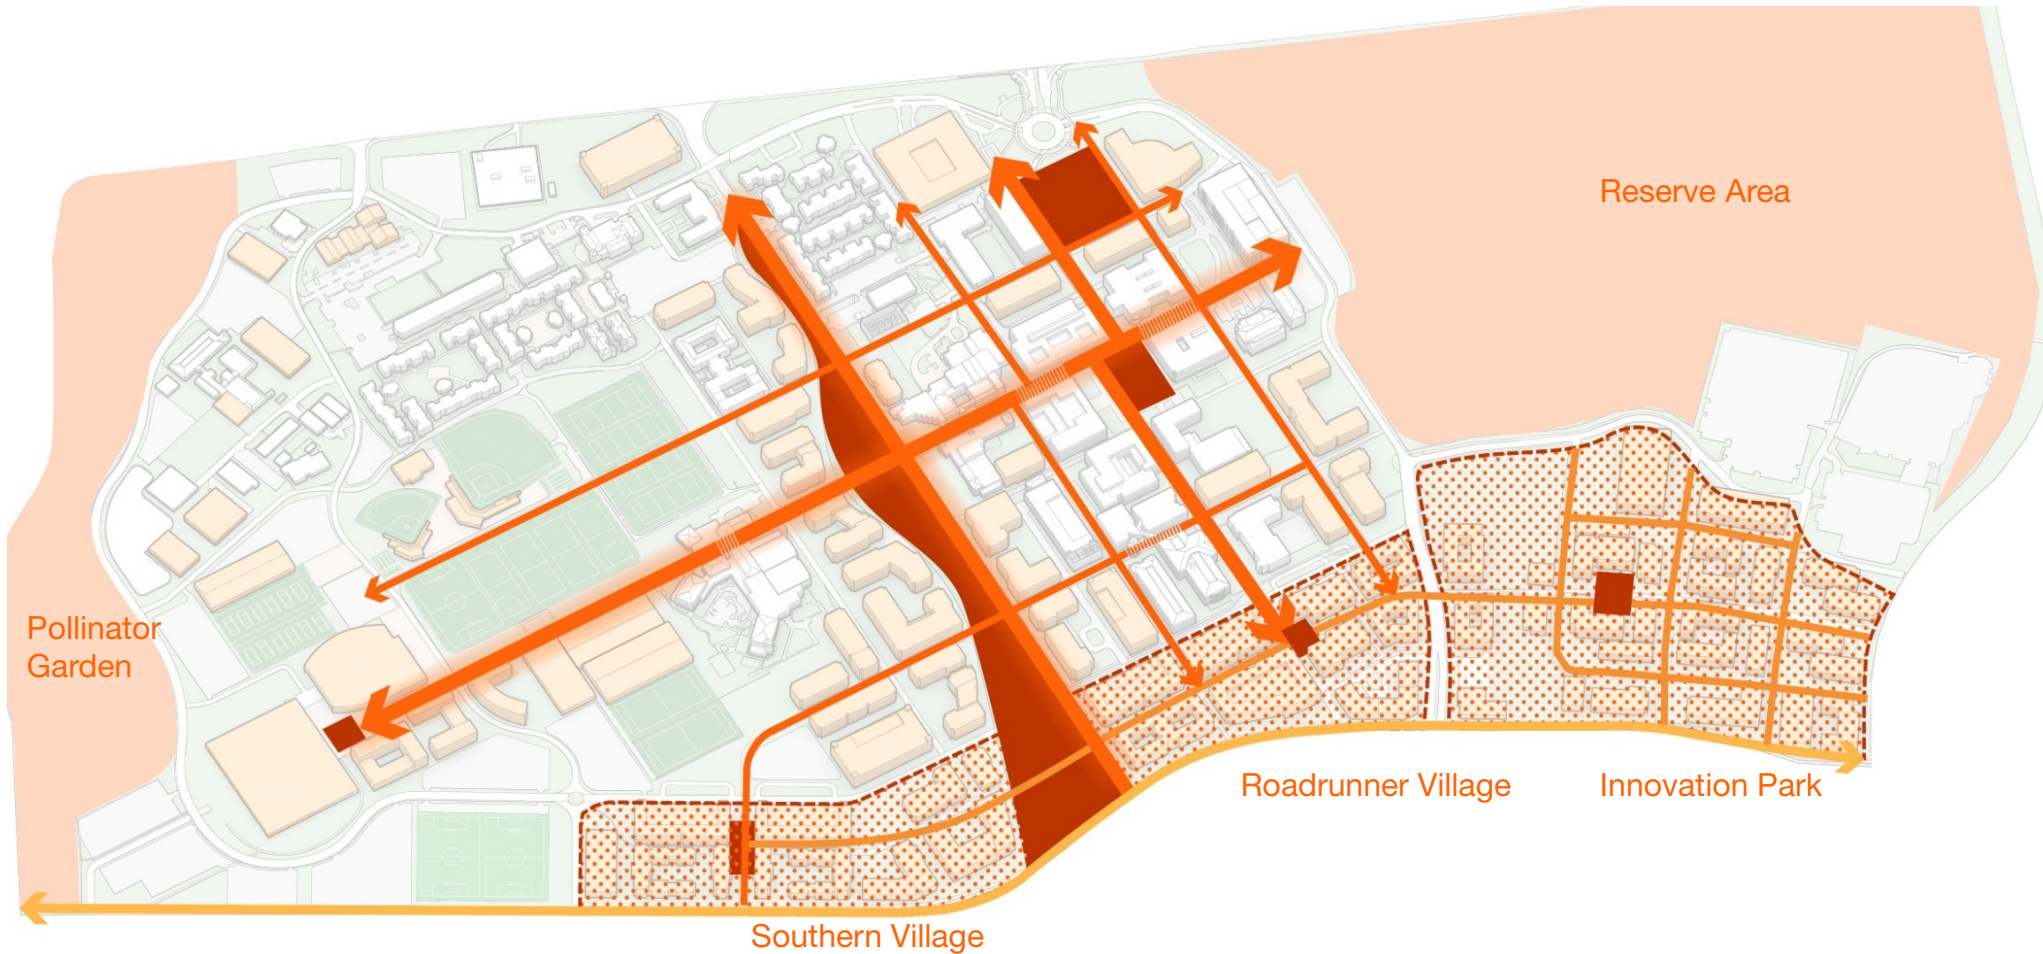 Reserve Area
Pollinator
Garden
Roadrunner Village
Innovation Park
Southern Village